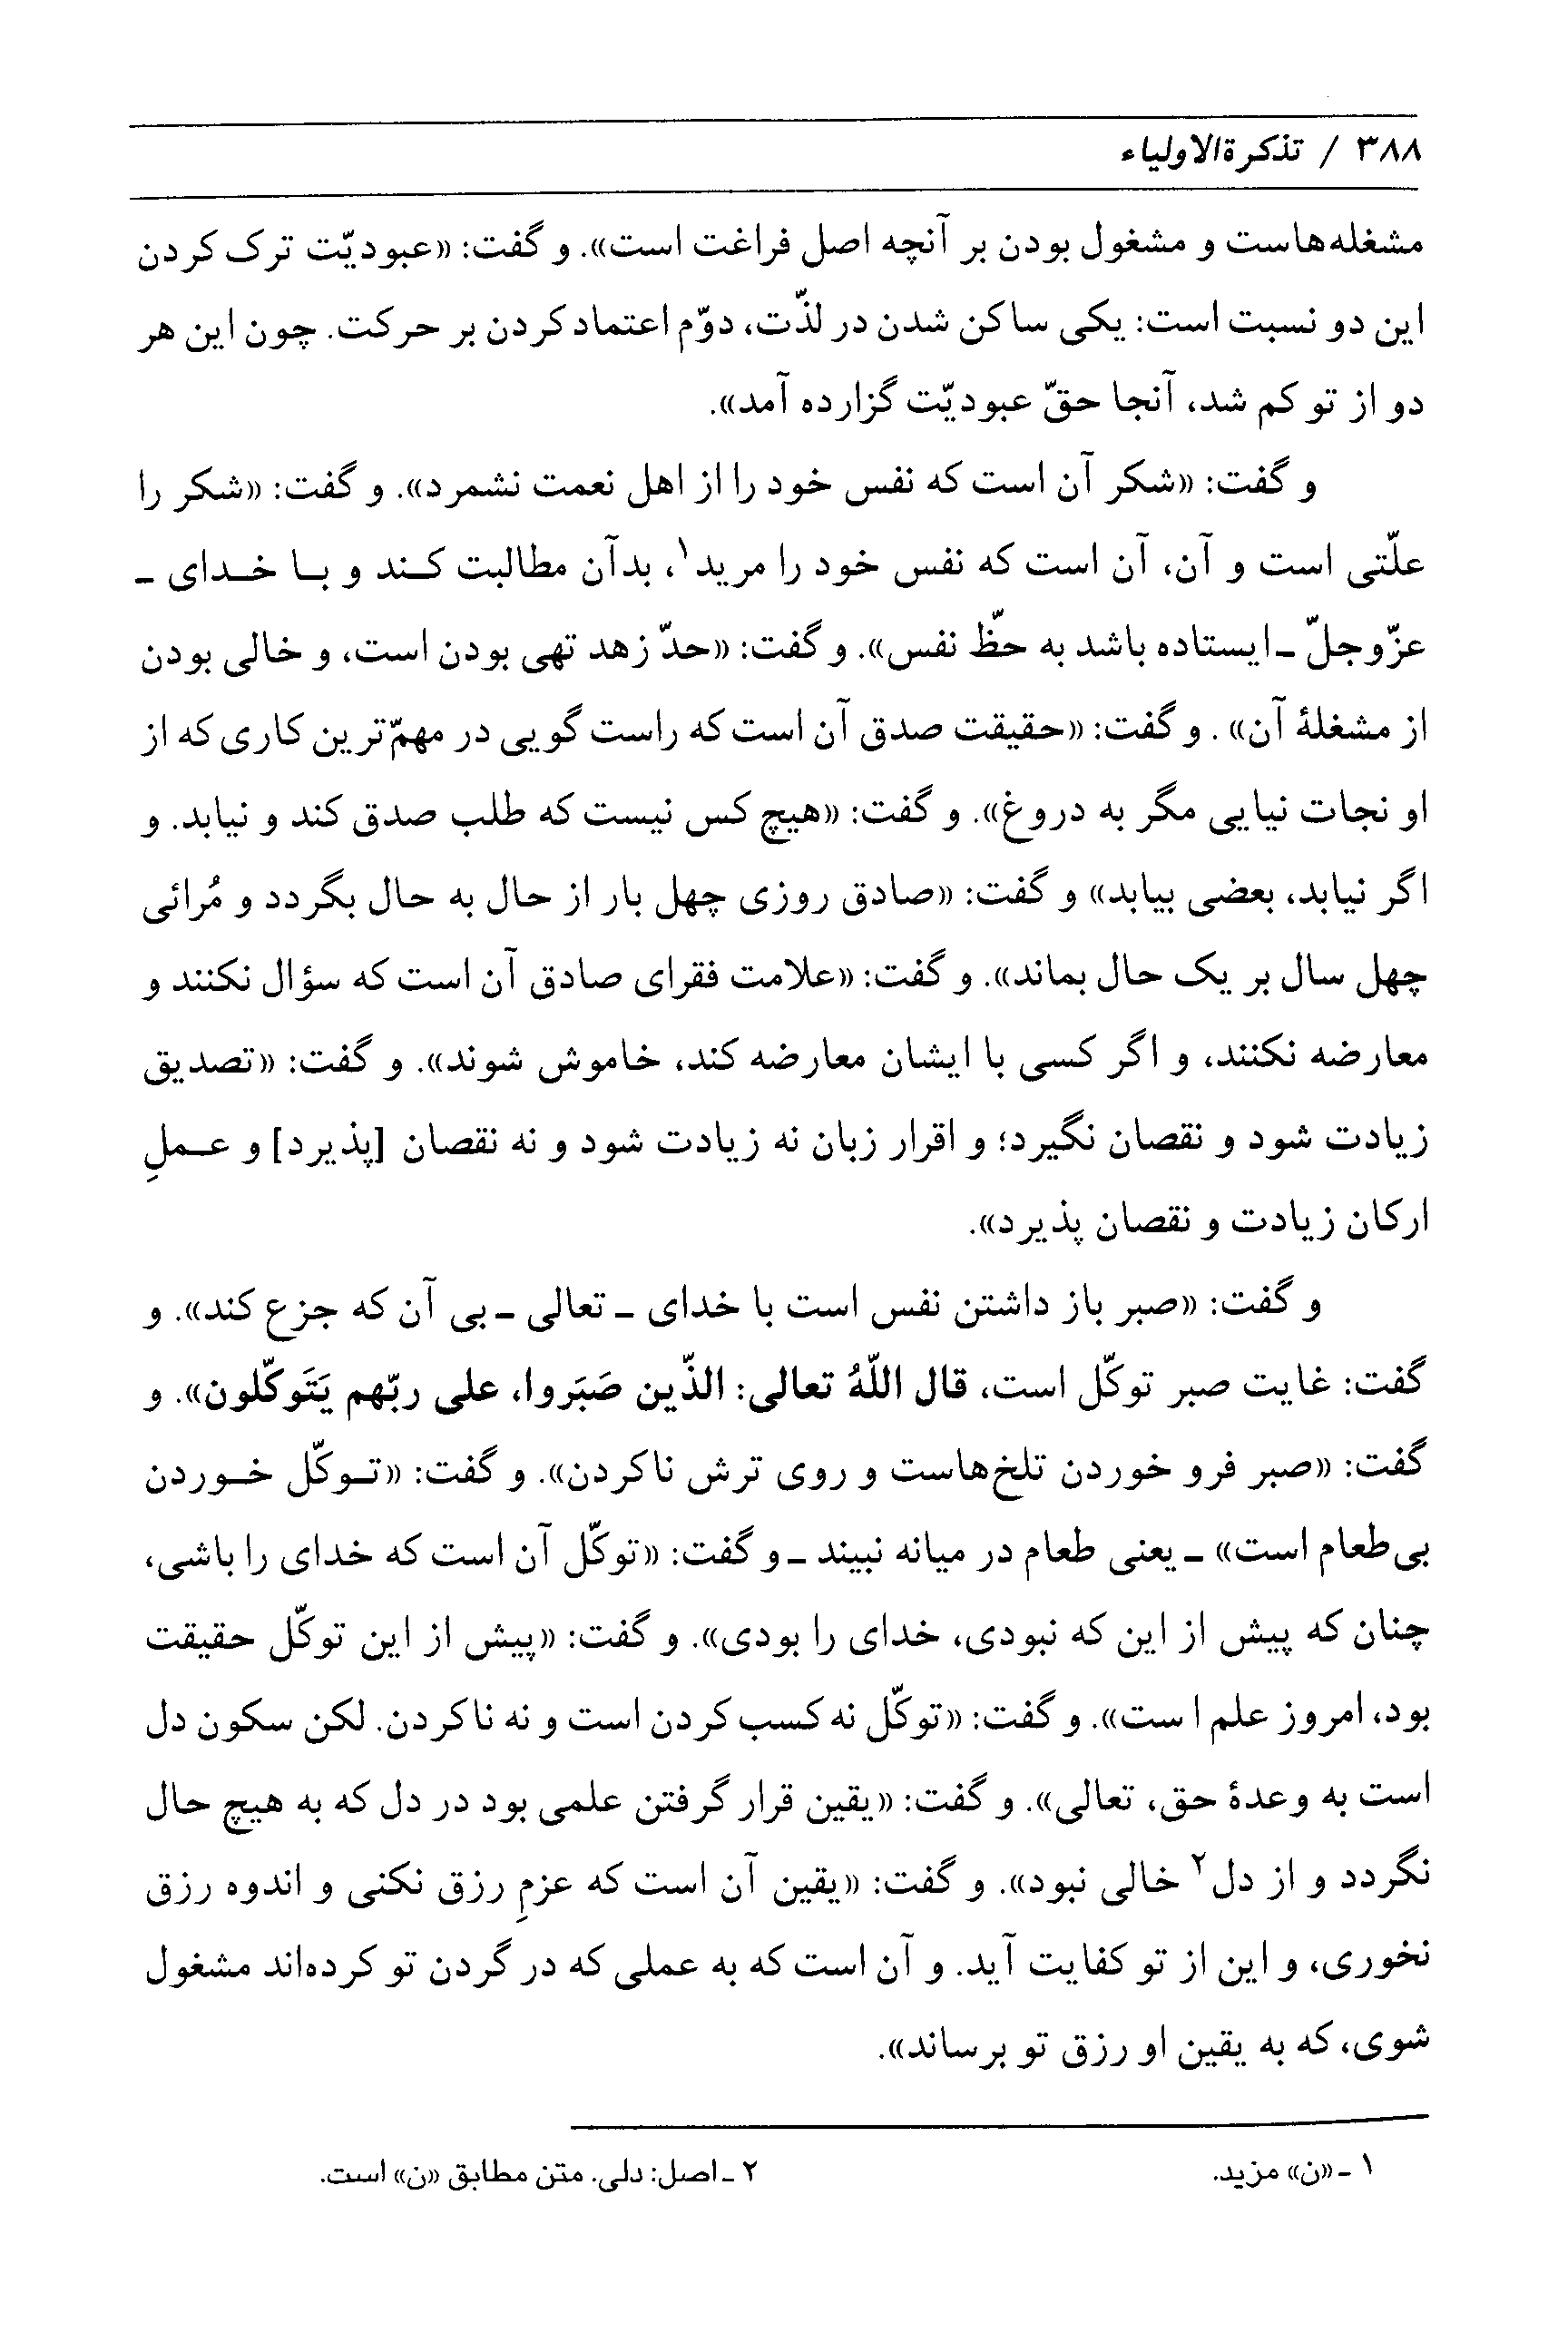 ۳۸۸ / تذکرة‌الاولیاء
مشغله‌هاست و مشغول بودن بر آنچه اصل فراغت است». و گفت: «عبودیّت ترک کردن
این دو نسبت است: یکی ساکن شدن در لذّت، دوّم اعتماد کردن بر حرکت. چون این هر
دو از تو کم شد، آنجا حقّ عبودیّت گزارده آمد».
و گفت: «شکر آن است که نفس خود را از اهل نعمت نشمرد». و گفت: «شکر را
علّتی است و آن، آن است که نفس خود را مرید۱، بدآن مطالبت کند و با خدای -
عزّوجلّ - ایستاده باشد به حظّ نفس». و گفت: «حدّ زهد تهی بودن است، و خالی بودن
از مشغلهٔ آن» . و گفت: «حقیقت صدق آن است که راست گویی در مهمّ‌ترین کاری که از
او نجات نیایی مگر به دروغ». و گفت: «هیچ کس نیست که طلب صدق کند و نیابد. و
اگر نیابد، بعضی بیابد» و گفت: «صادق روزی چهل بار از حال به حال بگردد و مُرائی
چهل سال بر یک حال بماند». و گفت: «علامت فقرای صادق آن است که سؤال نکنند و
معارضه نکنند، و اگر کسی با ایشان معارضه کند، خاموش شوند». و گفت: «تصدیق
زیادت شود و نقصان نگیرد؛ و اقرار زبان نه زیادت شود و نه نقصان [پذیرد] و عملِ
ارکان زیادت و نقصان پذیرد».
و گفت: «صبر باز داشتن نفس است با خدای - تعالی - بی آن که جزع کند». و
گفت: غایت صبر توکّل است، قال اللّهُ تعالی: الذّین صَبَروا، علی ربّهم یَتَوکّلون». و
گفت: «صبر فرو خوردن تلخ‌هاست و روی ترش ناکردن». و گفت: «توکّل خوردن
بی‌طعام است» - یعنی طعام در میانه نبیند - و گفت: «توکّل آن است که خدای را باشی،
چنان که پیش از این که نبودی، خدای را بودی». و گفت: «پیش از این توکّل حقیقت
بود، امروز علم است». و گفت: «توکّل نه کسب کردن است و نه ناکردن. لکن سکون دل
است به وعدهٔ حق، تعالی». و گفت: «یقین قرار گرفتن علمی بود در دل که به هیچ حال
نگردد و از دل۲ خالی نبود». و گفت: «یقین آن است که عزمِ رزق نکنی و اندوه رزق
نخوری، و این از تو کفایت آید. و آن است که به عملی که در گردن تو کرده‌اند مشغول
شوی، که به یقین او رزق تو برساند».
۱ - «ن» مزید.
۲ - اصل: دلی. متن مطابق «ن» است.